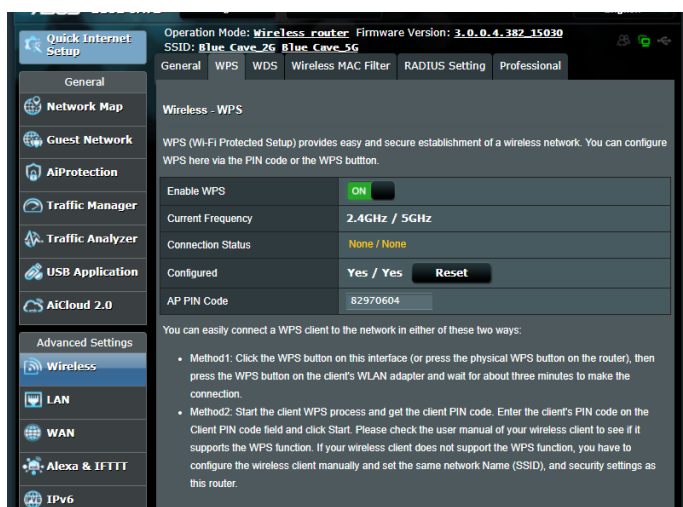 Quick Internet
Setup
Operation Mode: Wireless router Firmware Version: 3.0.0.4.382_15030
SSID: Blue Cave_2G Blue Cave_5G
General WPS WDS Wireless MAC Filter RADIUS Setting Professional
General
Network Map
Guest Network
AiProtection
Traffic Manager
Traffic Analyzer
USB Application
AiCloud 2.0
Advanced Settings
Wireless
LAN
WAN
Alexa & IFTTT
IPv6
Wireless - WPS
WPS (Wi-Fi Protected Setup) provides easy and secure establishment of a wireless network. You can configure
WPS here via the PIN code or the WPS buttton.
Enable WPS ON
Current Frequency 2.4GHz / 5GHz
Connection Status None / None
Configured Yes / Yes Reset
AP PIN Code 82970604
You can easily connect a WPS client to the network in either of these two ways:
• Method1: Click the WPS button on this interface (or press the physical WPS button on the router), then
press the WPS button on the client's WLAN adapter and wait for about three minutes to make the
connection.
• Method2: Start the client WPS process and get the client PIN code. Enter the client's PIN code on the
Client PIN code field and click Start. Please check the user manual of your wireless client to see if it
supports the WPS function. If your wireless client does not support the WPS function, you have to
configure the wireless client manually and set the same network Name (SSID), and security settings as
this router.